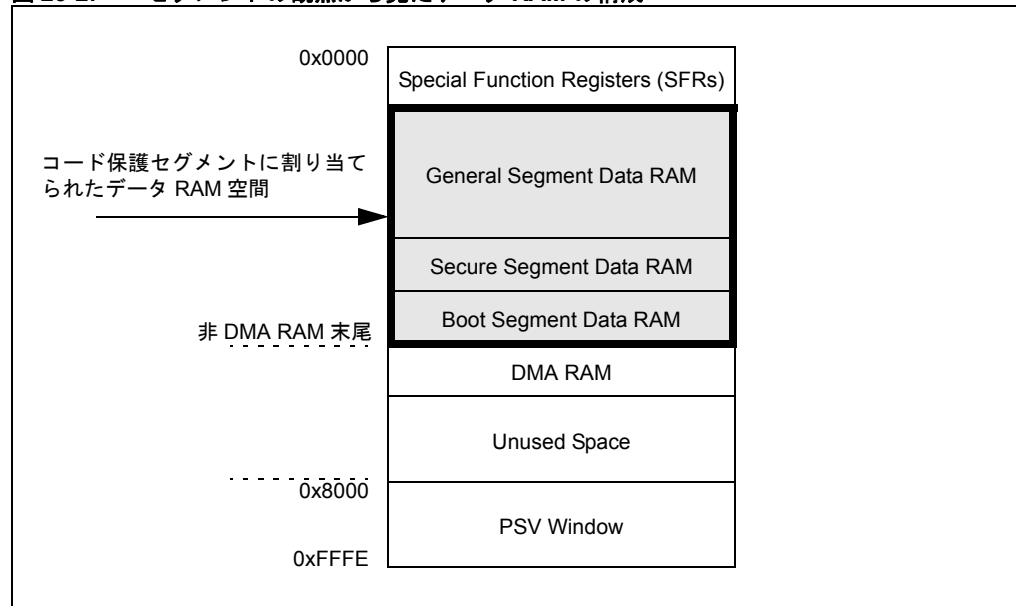 0x0000
Special Function Registers (SFRs)
コード保護セグメントに割り当て
られたデータ RAM 空間
General Segment Data RAM
Secure Segment Data RAM
Boot Segment Data RAM
非 DMA RAM 末尾
DMA RAM
Unused Space
0x8000
PSV Window
0xFFFE